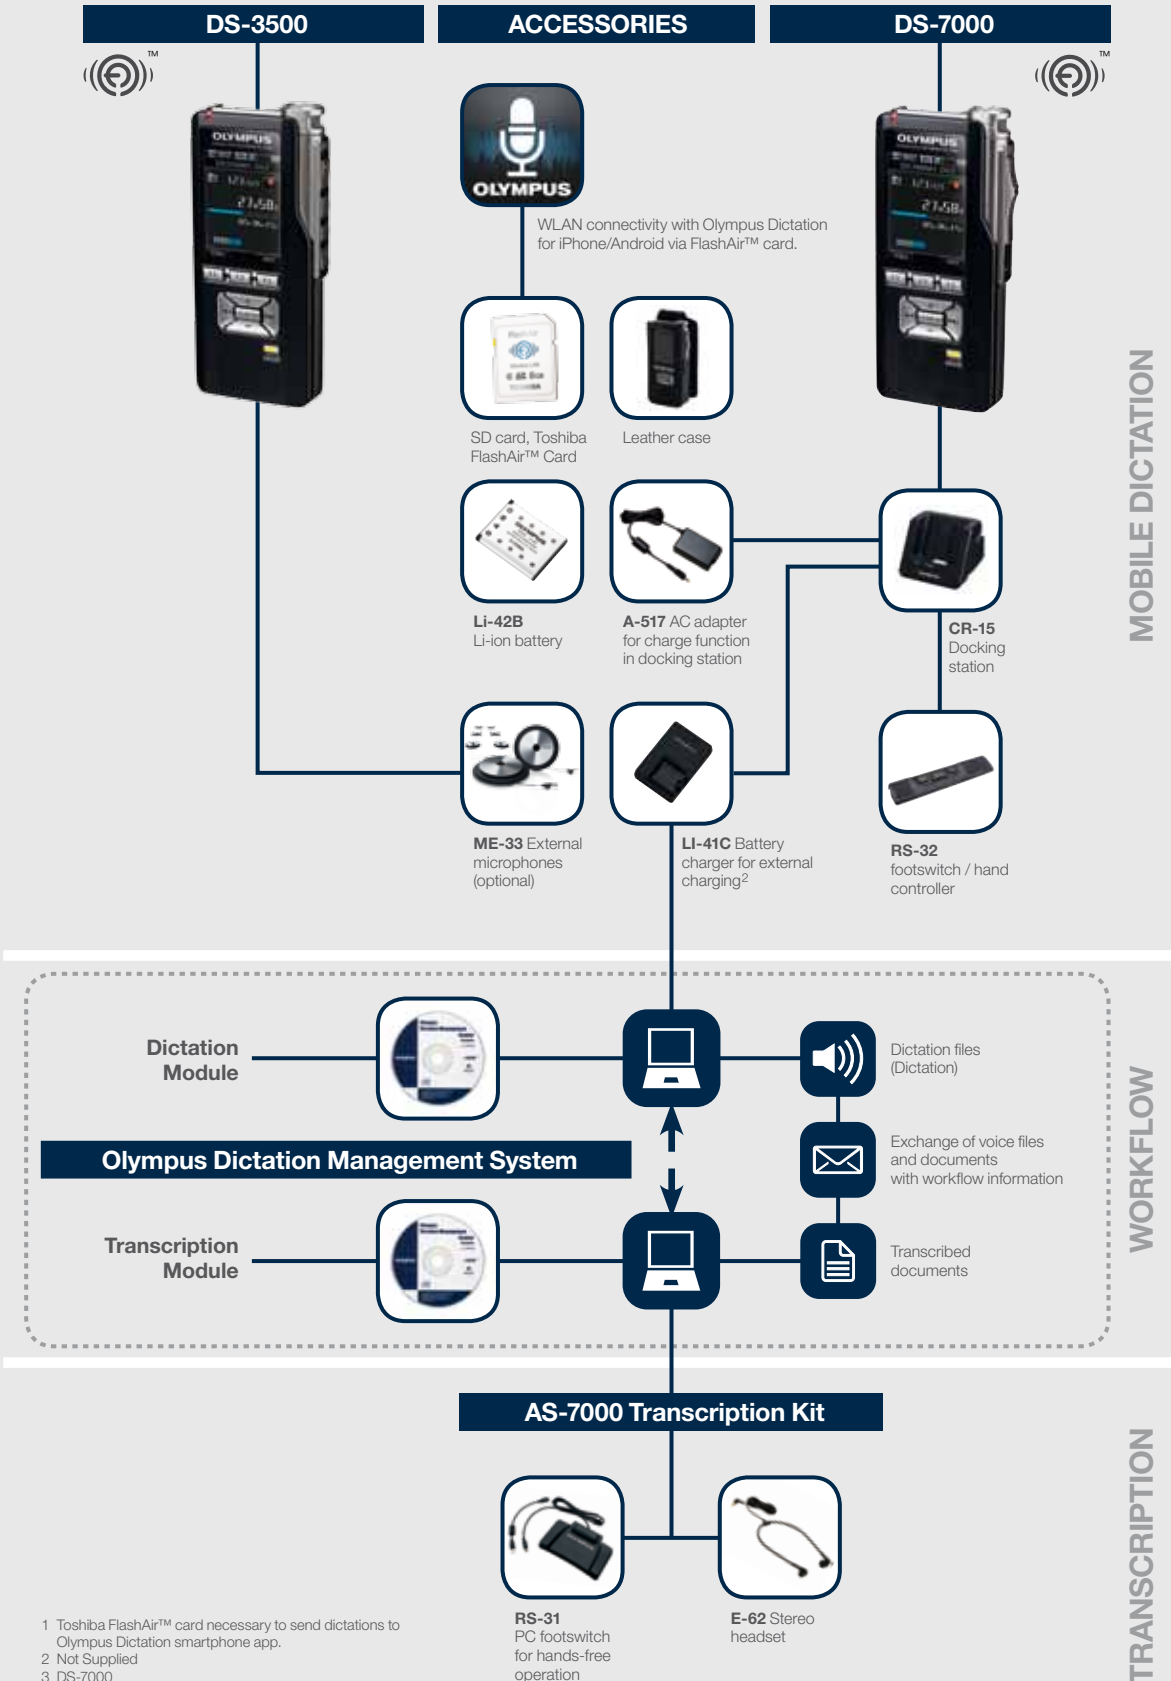 DS-3500
ACCESSORIES
DS-7000
TM
TM
OLYMPUS
OLYMPUS
OLYMPUS
WLAN connectivity with Olympus Dictation
for iPhone/Android via FlashAir™ card.
FlashAir
TOSHIBA
SD card, Toshiba
FlashAir™ Card
Leather case
MOBILE DICTATION
Li-42B
Li-ion battery
A-517 AC adapter
for charge function
in docking station
CR-15
Docking
station
ME-33 External
microphones
(optional)
LI-41C Battery
charger for external
charging2
RS-32
footswitch / hand
controller
Dictation
Module
Dictation files
(Dictation)
Olympus Dictation Management System
Exchange of voice files
and documents
with workflow information
WORKFLOW
Transcription
Module
Transcribed
documents
AS-7000 Transcription Kit
TRANSCRIPTION
RS-31
PC footswitch
for hands-free
operation
E-62 Stereo
headset
1 Toshiba FlashAir™ card necessary to send dictations to
Olympus Dictation smartphone app.
2 Not Supplied
3 DS-7000